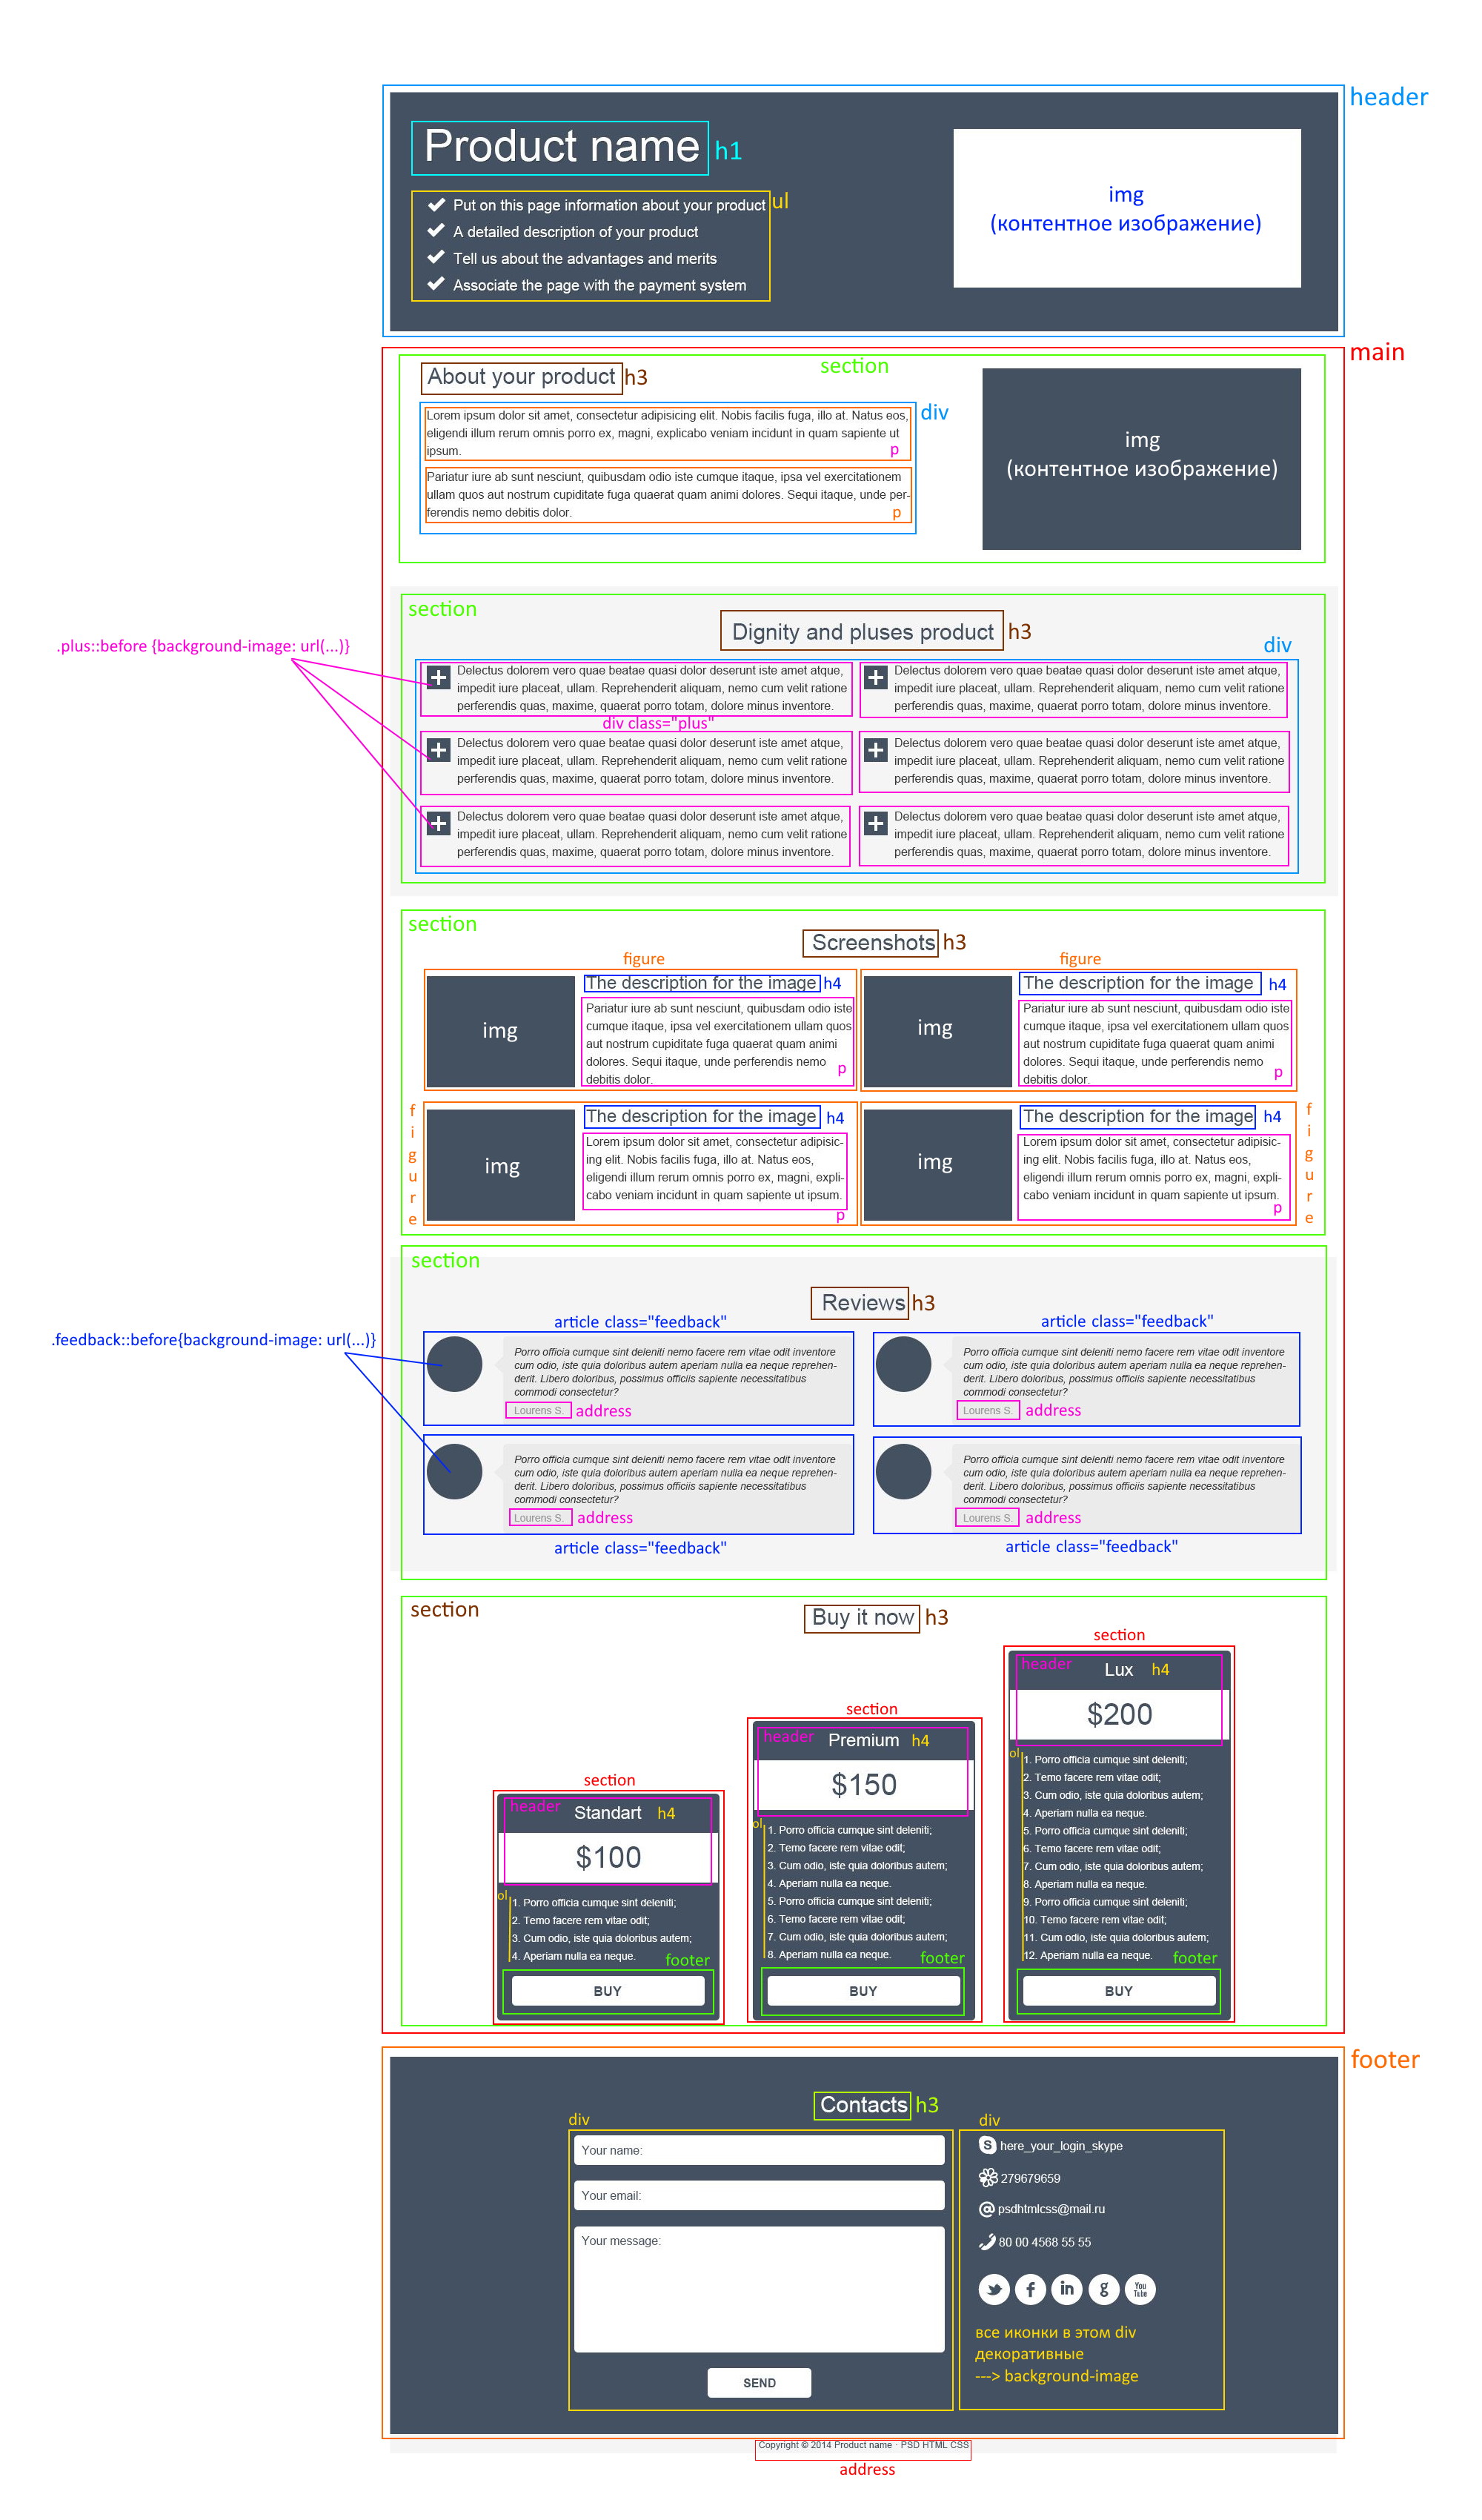 header
Product name h1
Put on this page information about your product ul
A detailed description of your product
Tell us about the advantages and merits
Associate the page with the payment system
img
(контентное изображение)
main
section
About your product h3
div
Lorem ipsum dolor sit amet, consectetur adipisicing elit. Nobis facilis fuga, illo at. Natus eos,
eligendi illum rerum omnis porro ex, magni, explicabo veniam incidunt in quam sapiente ut
ipsum. p
Pariatur iure ab sunt nesciunt, quibusdam odio iste cumque itaque, ipsa vel exercitationem
ullam quos aut nostrum cupiditate fuga quaerat quam animi dolores. Sequi itaque, unde per-
ferendis nemo debitis dolor. p
img
(контентное изображение)
section
Dignity and pluses product h3
div
.plus::before {background-image: url(...)}
Delectus dolorem vero quae beatae quasi dolor deserunt iste amet atque,
impedit iure placeat, ullam. Reprehenderit aliquam, nemo cum velit ratione
perferendis quas, maxime, quaerat porro totam, dolore minus inventore.
div class="plus"
Delectus dolorem vero quae beatae quasi dolor deserunt iste amet atque,
impedit iure placeat, ullam. Reprehenderit aliquam, nemo cum velit ratione
perferendis quas, maxime, quaerat porro totam, dolore minus inventore.
Delectus dolorem vero quae beatae quasi dolor deserunt iste amet atque,
impedit iure placeat, ullam. Reprehenderit aliquam, nemo cum velit ratione
perferendis quas, maxime, quaerat porro totam, dolore minus inventore.
Delectus dolorem vero quae beatae quasi dolor deserunt iste amet atque,
impedit iure placeat, ullam. Reprehenderit aliquam, nemo cum velit ratione
perferendis quas, maxime, quaerat porro totam, dolore minus inventore.
Delectus dolorem vero quae beatae quasi dolor deserunt iste amet atque,
impedit iure placeat, ullam. Reprehenderit aliquam, nemo cum velit ratione
perferendis quas, maxime, quaerat porro totam, dolore minus inventore.
Delectus dolorem vero quae beatae quasi dolor deserunt iste amet atque,
impedit iure placeat, ullam. Reprehenderit aliquam, nemo cum velit ratione
perferendis quas, maxime, quaerat porro totam, dolore minus inventore.
section
Screenshots h3
figure
img
The description for the image h4
Pariatur iure ab sunt nesciunt, quibusdam odio iste
cumque itaque, ipsa vel exercitationem ullam quos
aut nostrum cupiditate fuga quaerat quam animi
dolores. Sequi itaque, unde perferendis nemo
debitis dolor. p
figure
img
The description for the image h4
Pariatur iure ab sunt nesciunt, quibusdam odio iste
cumque itaque, ipsa vel exercitationem ullam quos
aut nostrum cupiditate fuga quaerat quam animi
dolores. Sequi itaque, unde perferendis nemo
debitis dolor. p
figure
img
The description for the image h4
Lorem ipsum dolor sit amet, consectetur adipisic-
ing elit. Nobis facilis fuga, illo at. Natus eos,
eligendi illum rerum omnis porro ex, magni, expli-
cabo veniam incidunt in quam sapiente ut ipsum.
p
img
The description for the image h4
Lorem ipsum dolor sit amet, consectetur adipisic-
ing elit. Nobis facilis fuga, illo at. Natus eos,
eligendi illum rerum omnis porro ex, magni, expli-
cabo veniam incidunt in quam sapiente ut ipsum.
p
figure
section
Reviews h3
.feedback::before{background-image: url(...)}
article class="feedback"
Porro officia cumque sint deleniti nemo facere rem vitae odit inventore
cum odio, iste quia doloribus autem aperiam nulla ea neque reprehen-
derit. Libero doloribus, possimus officiis sapiente necessitatibus
commodi consectetur?
Lourens S. address
article class="feedback"
Porro officia cumque sint deleniti nemo facere rem vitae odit inventore
cum odio, iste quia doloribus autem aperiam nulla ea neque reprehen-
derit. Libero doloribus, possimus officiis sapiente necessitatibus
commodi consectetur?
Lourens S. address
Porro officia cumque sint deleniti nemo facere rem vitae odit inventore
cum odio, iste quia doloribus autem aperiam nulla ea neque reprehen-
derit. Libero doloribus, possimus officiis sapiente necessitatibus
commodi consectetur?
Lourens S. address
article class="feedback"
Porro officia cumque sint deleniti nemo facere rem vitae odit inventore
cum odio, iste quia doloribus autem aperiam nulla ea neque reprehen-
derit. Libero doloribus, possimus officiis sapiente necessitatibus
commodi consectetur?
Lourens S. address
article class="feedback"
section
Buy it now h3
section
header Standart h4
$100
ol
1. Porro officia cumque sint deleniti;
2. Temo facere rem vitae odit;
3. Cum odio, iste quia doloribus autem;
4. Aperiam nulla ea neque.
footer
BUY
section
header Premium h4
$150
ol
1. Porro officia cumque sint deleniti;
2. Temo facere rem vitae odit;
3. Cum odio, iste quia doloribus autem;
4. Aperiam nulla ea neque.
5. Porro officia cumque sint deleniti;
6. Temo facere rem vitae odit;
7. Cum odio, iste quia doloribus autem;
8. Aperiam nulla ea neque.
footer
BUY
section
header Lux h4
$200
ol
1. Porro officia cumque sint deleniti;
2. Temo facere rem vitae odit;
3. Cum odio, iste quia doloribus autem;
4. Aperiam nulla ea neque.
5. Porro officia cumque sint deleniti;
6. Temo facere rem vitae odit;
7. Cum odio, iste quia doloribus autem;
8. Aperiam nulla ea neque.
9. Porro officia cumque sint deleniti;
10. Temo facere rem vitae odit;
11. Cum odio, iste quia doloribus autem;
12. Aperiam nulla ea neque.
footer
BUY
footer
Contacts h3
div
Your name:
Your email:
Your message:
SEND
div
S here_your_login_skype
279679659
@ psdhtmlcss@mail.ru
80 00 4568 55 55
f in g You Tube
все иконки в этом div
декоративные
---> background-image
Copyright © 2014 Product name · PSD HTML CSS
address